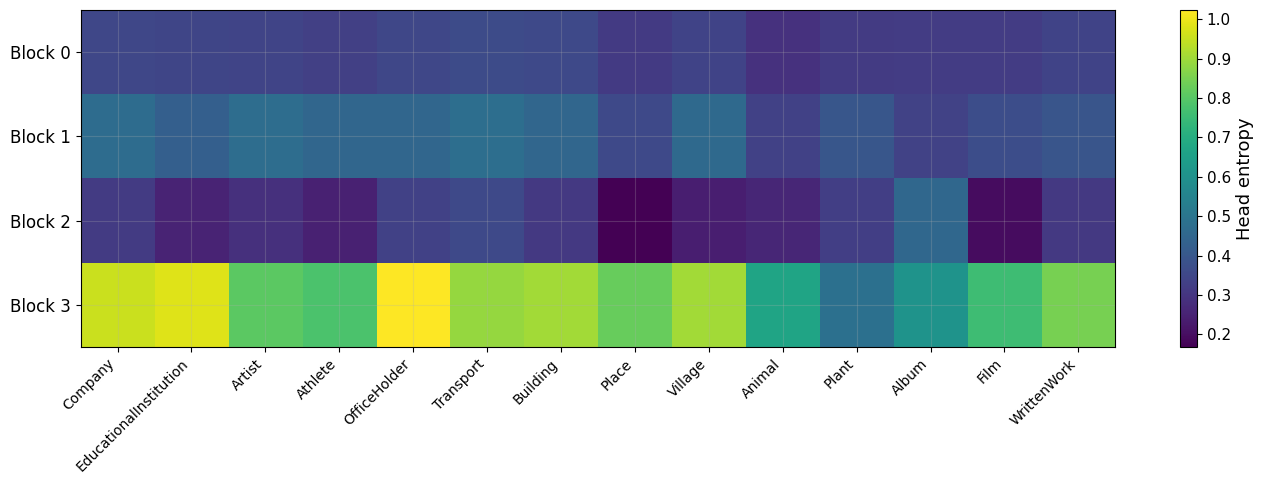 Block 0
Block 1
Block 2
Block 3
Company
EducationalInstitution
Artist
Athlete
OfficeHolder
Transport
Building
Place
Village
Animal
Plant
Album
Film
WrittenWork
1.0
0.9
0.8
0.7
0.6
0.5
0.4
0.3
0.2
Head entropy